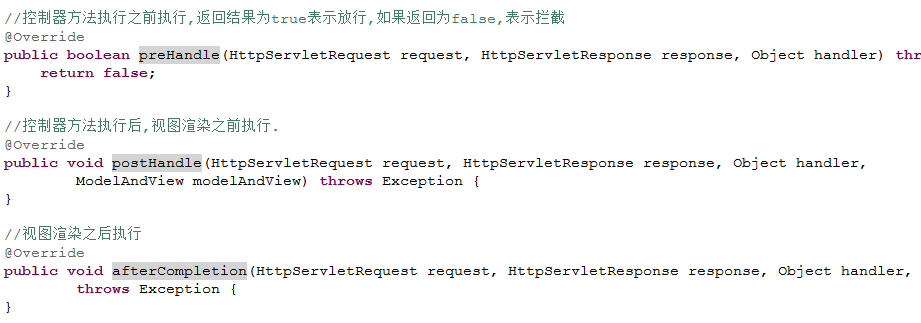 //控制器方法执行之前执行,返回结果为true表示放行,如果返回为false,表示拦截
@Override
public boolean preHandle(HttpServletRequest request, HttpServletResponse response, Object handler) thr
return false;
}
//控制器方法执行后,视图渲染之前执行.
@Override
public void postHandle(HttpServletRequest request, HttpServletResponse response, Object handler,
ModelAndView modelAndView) throws Exception {
}
//视图渲染之后执行
@Override
public void afterCompletion(HttpServletRequest request, HttpServletResponse response, Object handler,
throws Exception {
}